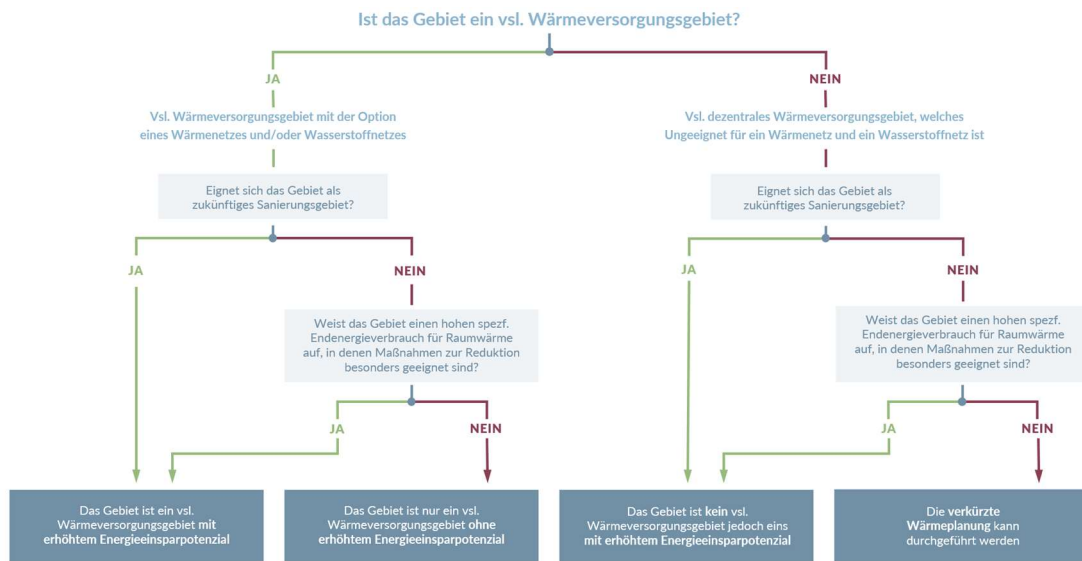 Ist das Gebiet ein vsl. Wärmeversorgungsgebiet?
JA
NEIN
Vsl. Wärmeversorgungsgebiet mit der Option
eines Wärmenetzes und/oder Wasserstoffnetzes
Vsl. dezentrales Wärmeversorgungsgebiet, welches
Ungeeignet für ein Wärmenetz und ein Wasserstoffnetz ist
Eignet sich das Gebiet als
zukünftiges Sanierungsgebiet?
Eignet sich das Gebiet als
zukünftiges Sanierungsgebiet?
JA
NEIN
JA
NEIN
Weist das Gebiet einen hohen spezf.
Endenergieverbrauch für Raumwärme
auf, in denen Maßnahmen zur Reduktion
besonders geeignet sind?
Weist das Gebiet einen hohen spezf.
Endenergieverbrauch für Raumwärme
auf, in denen Maßnahmen zur Reduktion
besonders geeignet sind?
JA
NEIN
JA
NEIN
Das Gebiet ist ein vsl.
Wärmeversorgungsgebiet mit
erhöhtem Energieeinsparpotenzial
Das Gebiet ist nur ein vsl.
Wärmeversorgungsgebiet ohne
erhöhtem Energieeinsparpotenzial
Das Gebiet ist kein vsl.
Wärmeversorgungsgebiet jedoch eins
mit erhöhtem Energieeinsparpotenzial
Die verkürzte
Wärmeplanung kann
durchgeführt werden